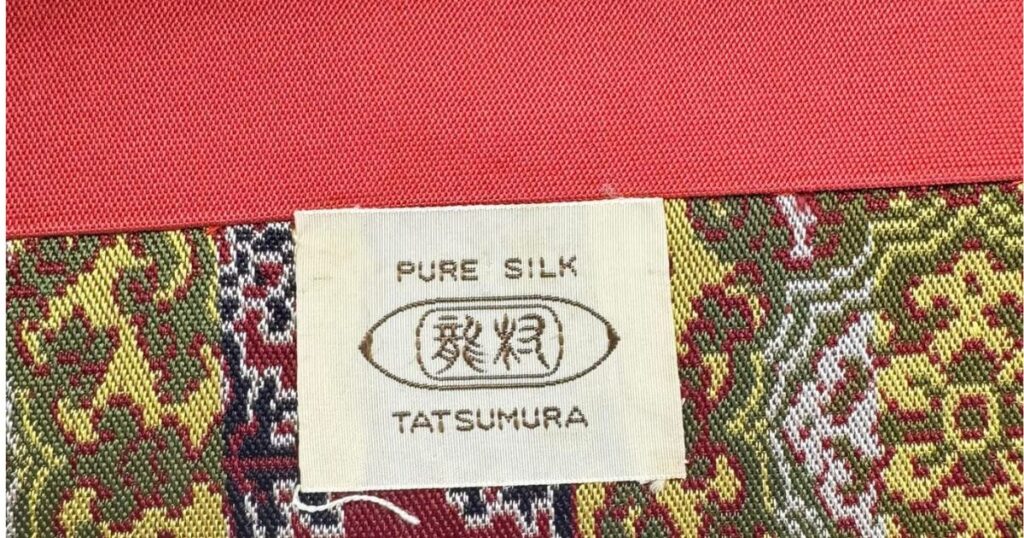 PURE SILK
龍村
TATSUMURA